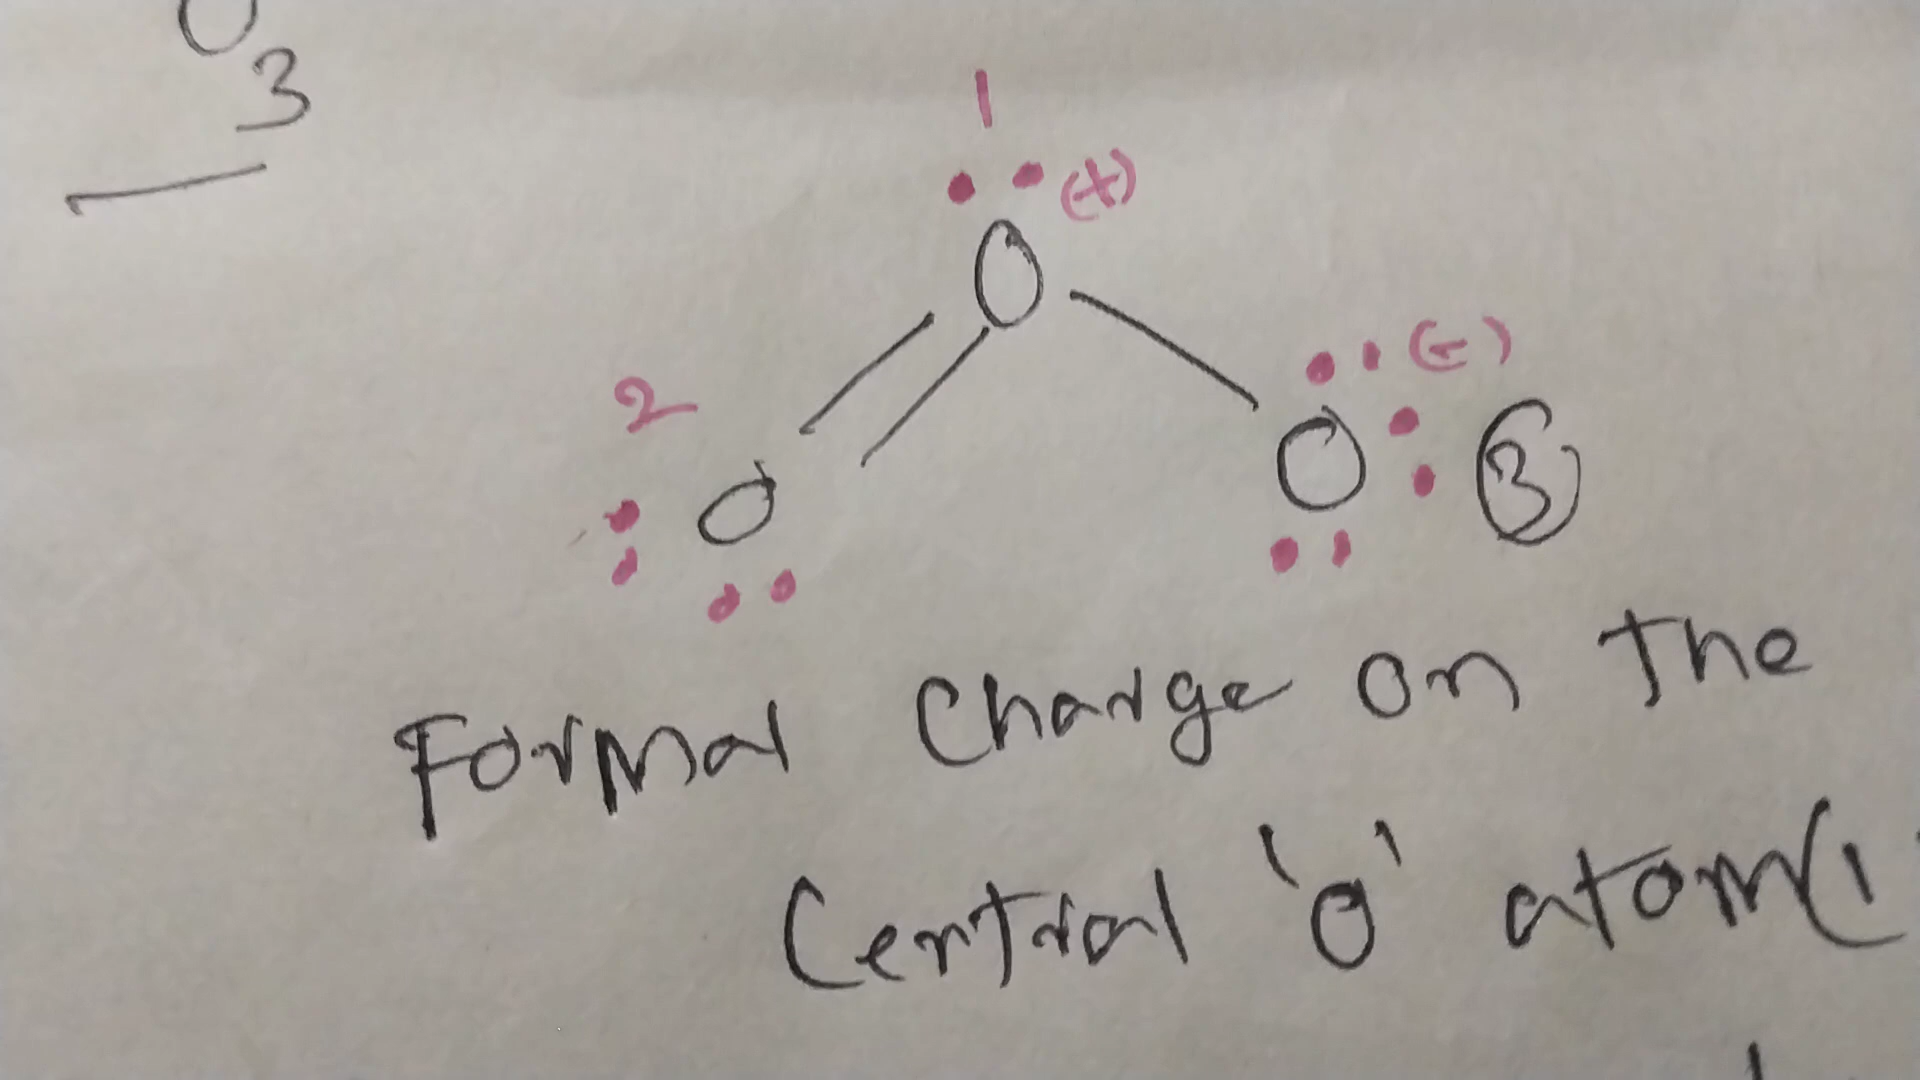 O3
1
(+)
O
(-)
2
O
O 3
Formal charge on the
Central 'O' atom(1